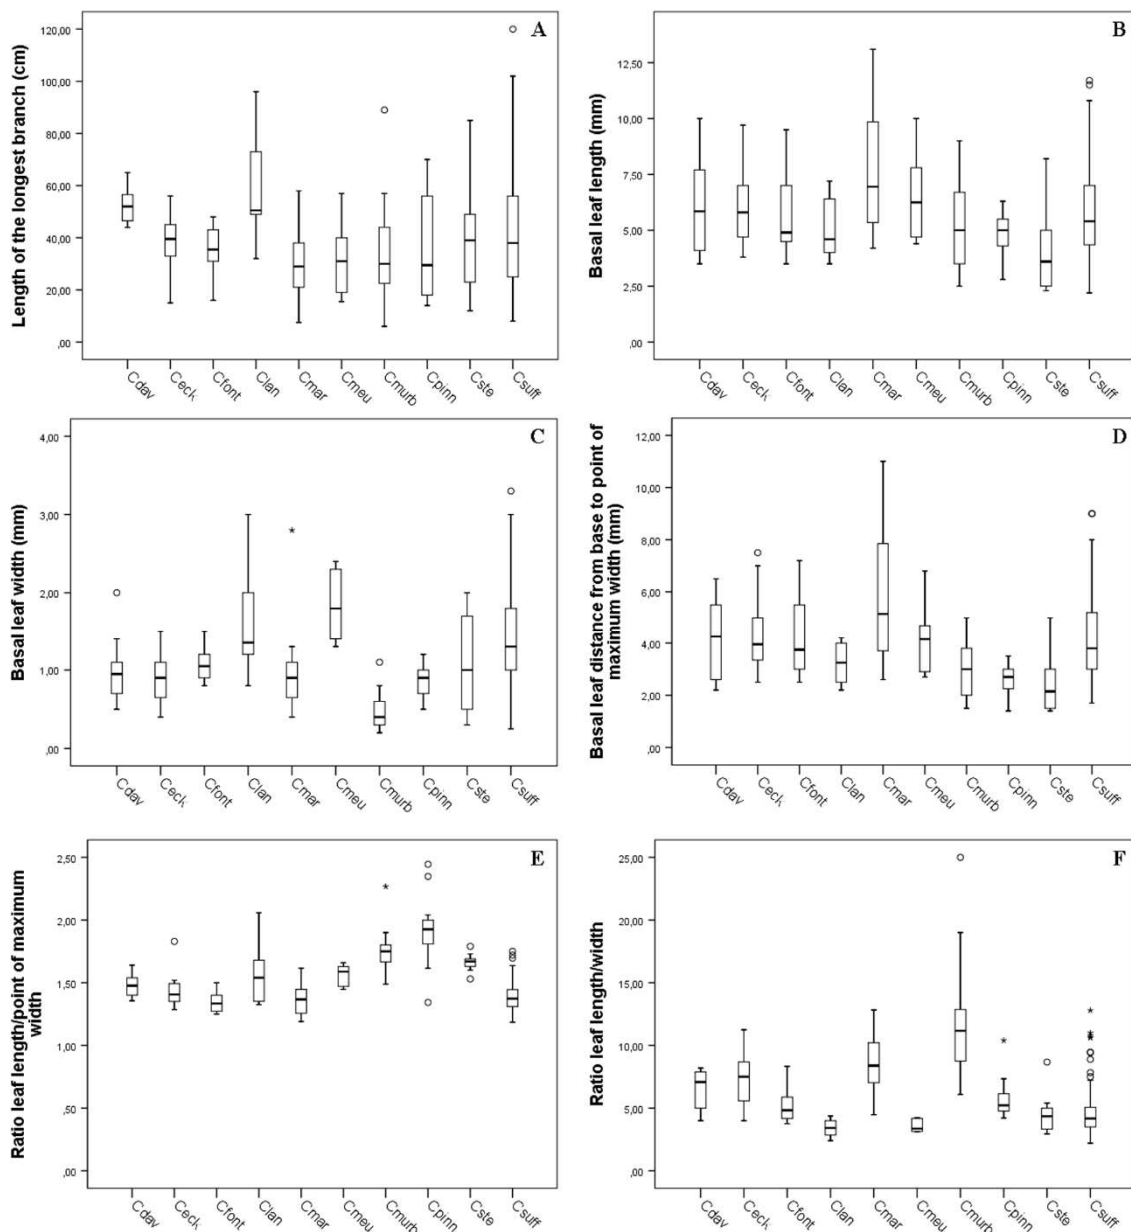 A
Length of the longest branch (cm)
120,00
100,00
80,00
60,00
40,00
20,00
,00
Cdav Ceck Cfont Clan Cmar Cmeu Cmurb Cpinn Cste Csuff
B
Basal leaf length (mm)
12,50
10,00
7,50
5,00
2,50
,00
Cdav Ceck Cfont Clan Cmar Cmeu Cmurb Cpinn Cste Csuff
C
Basal leaf width (mm)
4,00
3,00
2,00
1,00
,00
Cdav Ceck Cfont Clan Cmar Cmeu Cmurb Cpinn Cste Csuff
D
Basal leaf distance from base to point of
maximum width (mm)
12,00
10,00
8,00
6,00
4,00
2,00
,00
Cdav Ceck Cfont Clan Cmar Cmeu Cmurb Cpinn Cste Csuff
E
Ratio leaf length/point of maximum
width
2,50
2,00
1,50
1,00
,50
,00
Cdav Ceck Cfont Clan Cmar Cmeu Cmurb Cpinn Cste Csuff
F
Ratio leaf length/width
25,00
20,00
15,00
10,00
5,00
,00
Cdav Ceck Cfont Clan Cmar Cmeu Cmurb Cpinn Cste Csuff